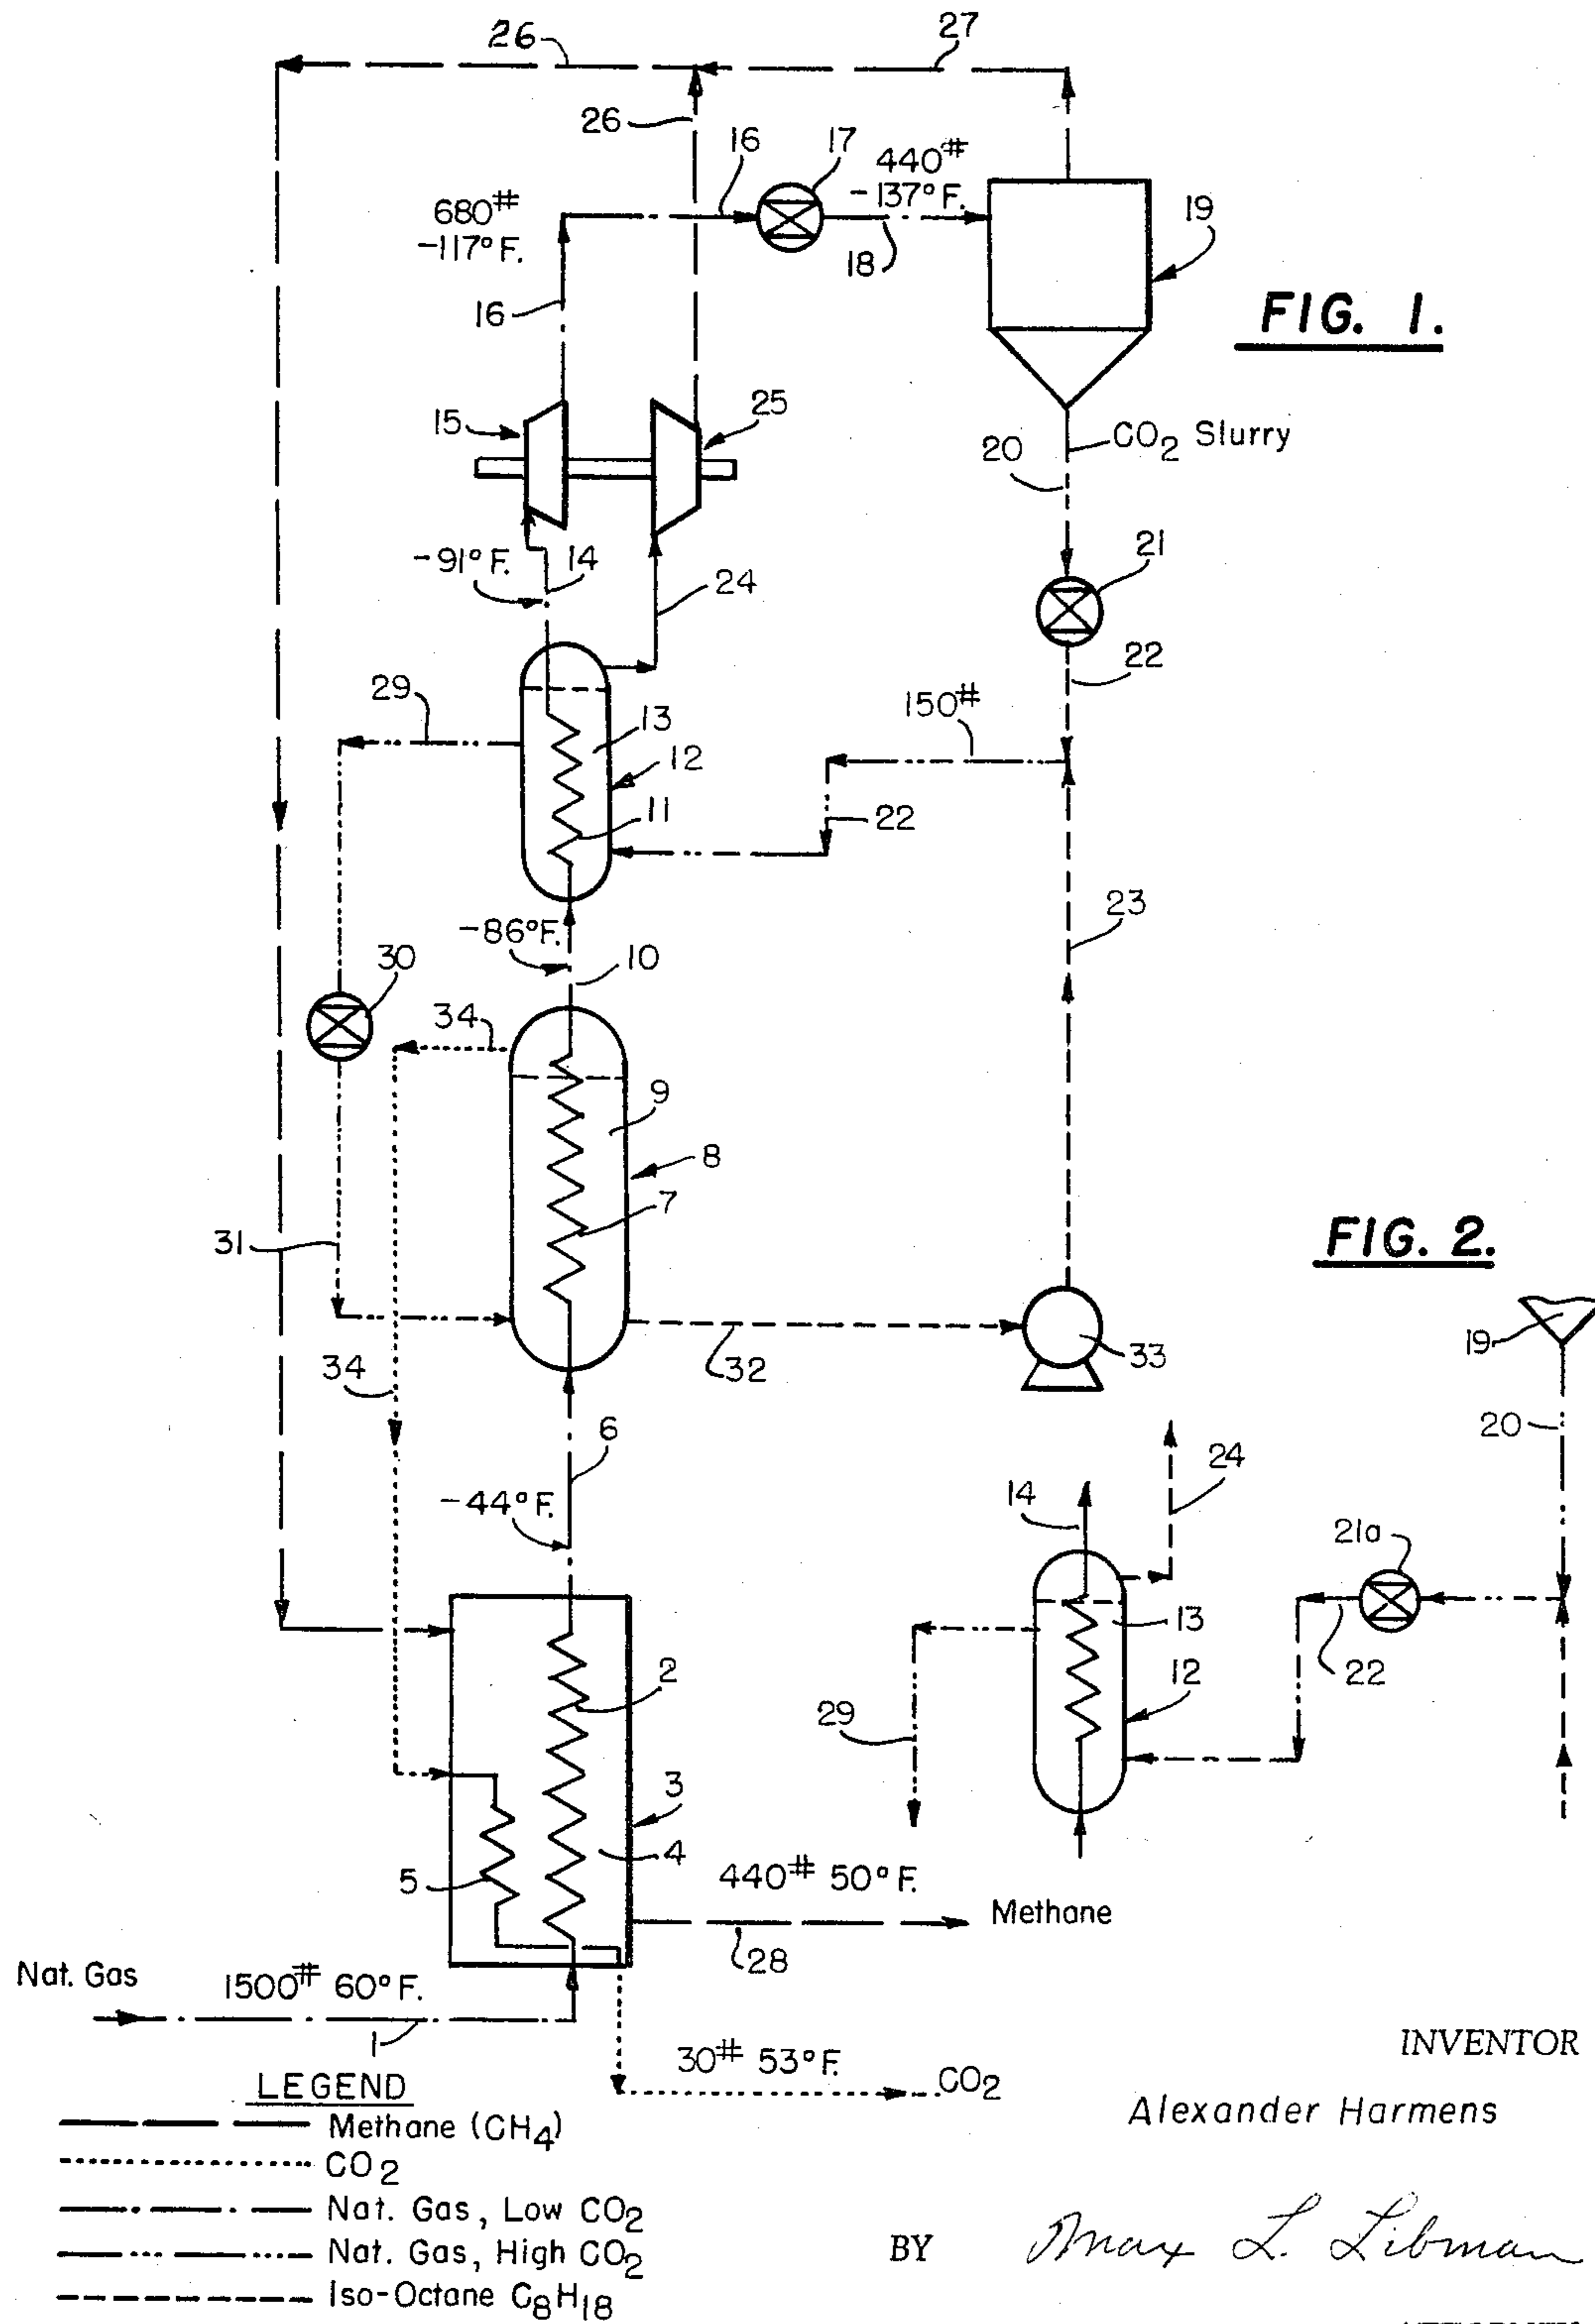 26
27
26
16
17
440#
-137°F.
680#
-117°F.
18
19
16
FIG. 1.
15
25
20
CO2 Slurry
-91°F.
14
24
21
22
29
13
12
150#
11
22
-86°F.
10
23
30
34
9
8
7
31
FIG. 2.
34
32
33
19
6
20
-44°F.
14
24
21a
2
13
12
22
29
3
4
5
440# 50°F.
Methane
28
Nat. Gas
1500# 60°F.
1
30# 53°F.
CO2
INVENTOR
LEGEND
Alexander Harmens
Methane (CH4)
CO2
Nat. Gas, Low CO2
BY Max L. Libman
Nat. Gas, High CO2
Iso-Octane C8H18